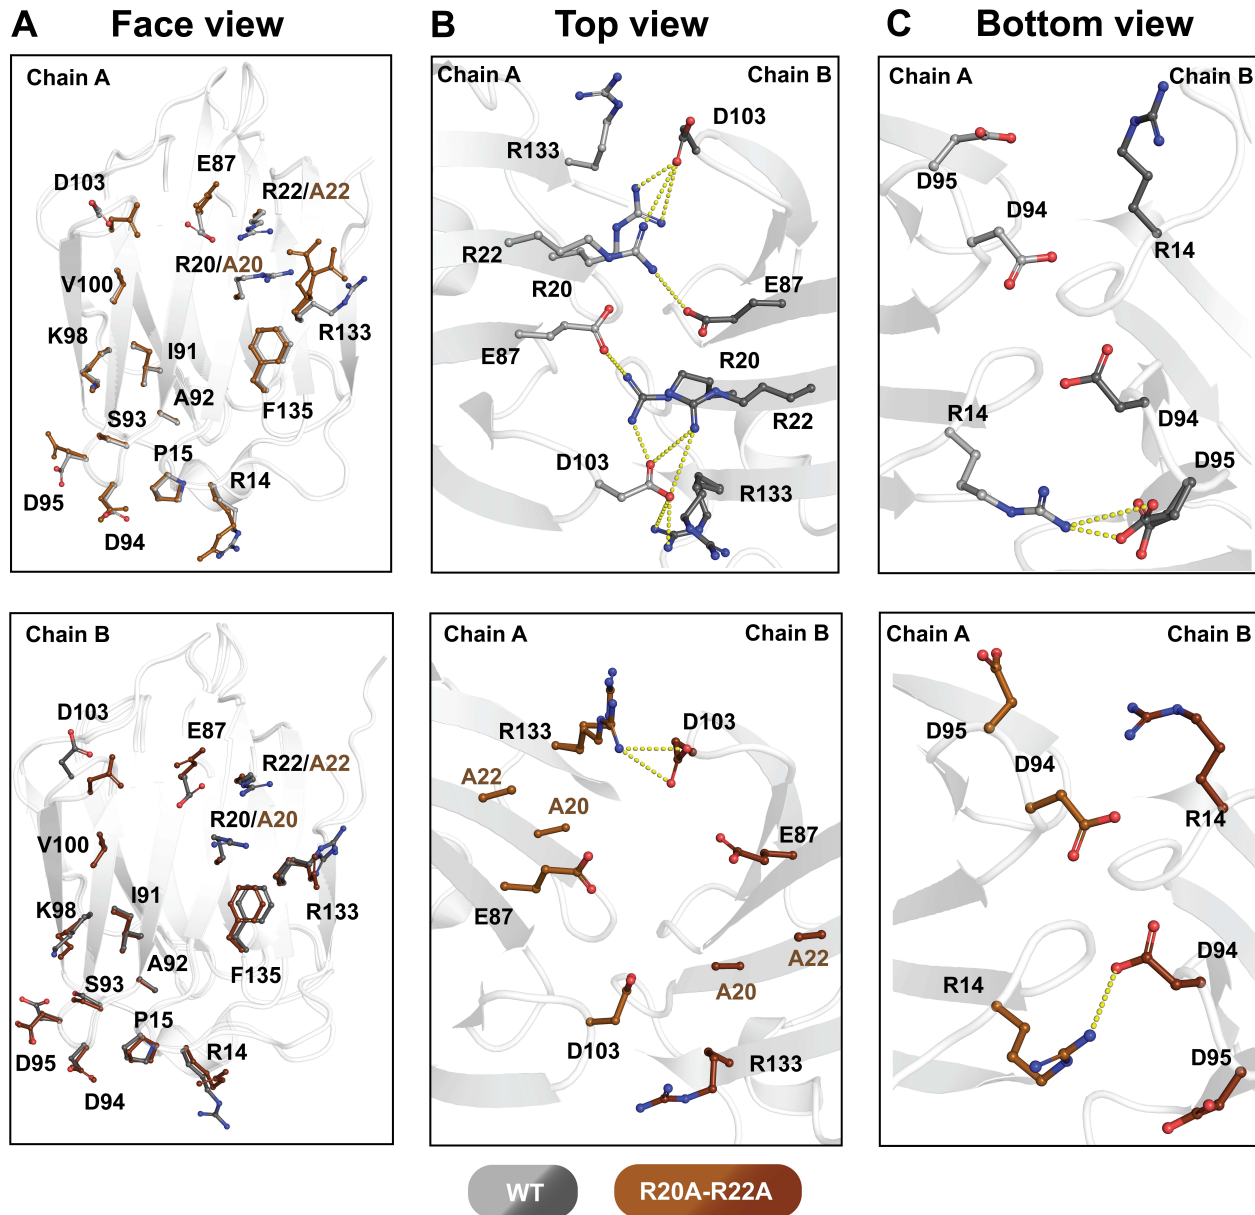 A Face view
B Top view
C Bottom view
Chain A
E87
D103
R22/A22
R20/A20
V100
K98
I91
R133
A92
S93
F135
P15
R14
D95
D94
Chain A Chain B
D103
R133
R22
R20
E87
E87
R20
R22
D103
R133
Chain A Chain B
D95
D94
R14
R14
D94
D95
Chain B
D103
E87
R22/A22
R20/A20
V100
I91
K98
R133
A92
S93
F135
P15
R14
D95
D94
Chain A Chain B
R133
D103
A22
A20
E87
E87
A22
A20
D103
R133
Chain A Chain B
D95
D94
R14
D94
R14
D95
WT
R20A-R22A